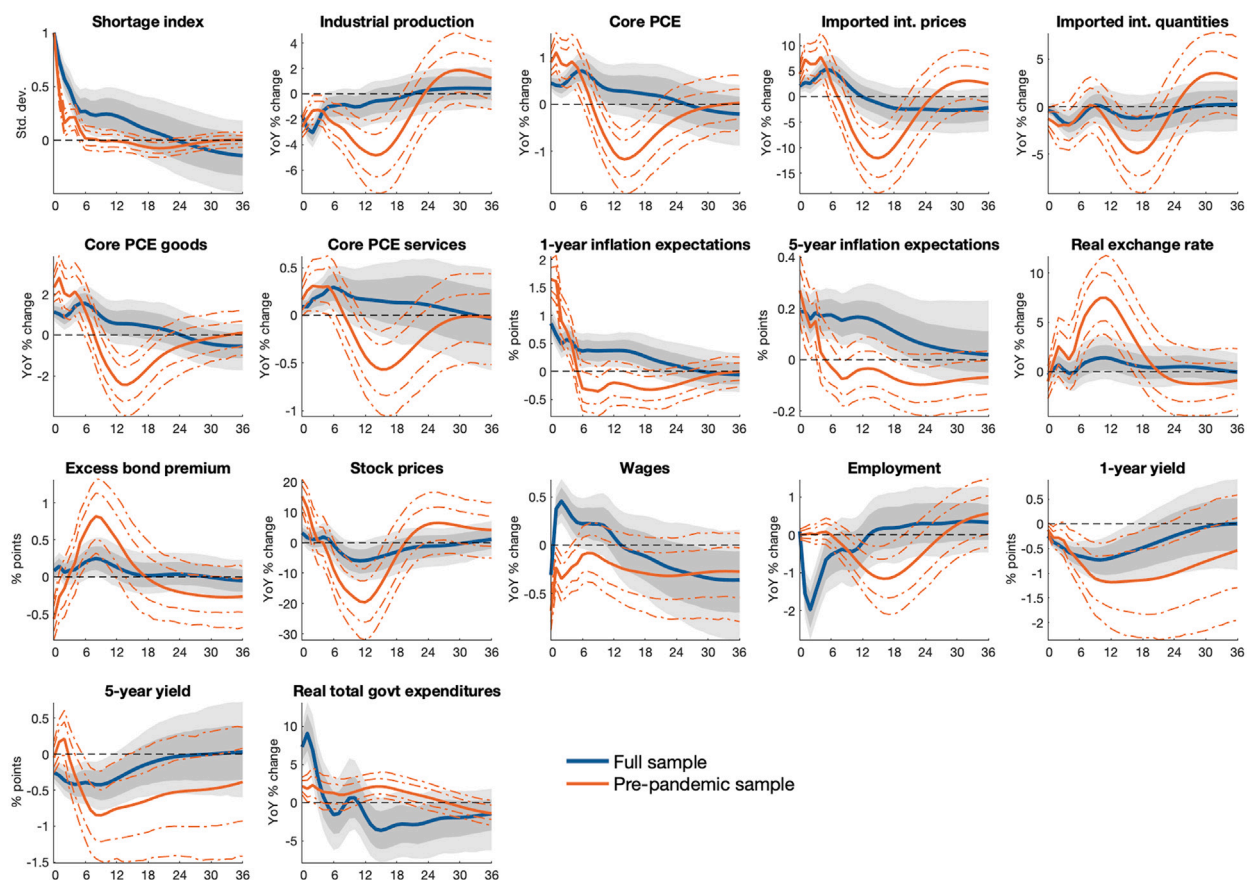 Shortage index
Industrial production
Core PCE
Imported int. prices
Imported int. quantities
Std. dev.
1
0.5
0
0 6 12 18 24 30 36
YoY % change
4
2
0
-2
-4
-6
0 6 12 18 24 30 36
YoY % change
1
0
-1
0 6 12 18 24 30 36
YoY % change
10
5
0
-5
-10
-15
0 6 12 18 24 30 36
YoY % change
5
0
-5
0 6 12 18 24 30 36
Core PCE goods
Core PCE services
1-year inflation expectations
5-year inflation expectations
Real exchange rate
YoY % change
2
0
-2
0 6 12 18 24 30 36
YoY % change
0.5
0
-0.5
-1
0 6 12 18 24 30 36
% points
2
1.5
1
0.5
0
-0.5
0 6 12 18 24 30 36
% points
0.4
0.2
0
-0.2
0 6 12 18 24 30 36
YoY % change
10
5
0
0 6 12 18 24 30 36
Excess bond premium
Stock prices
Wages
Employment
1-year yield
% points
1
0.5
0
-0.5
0 6 12 18 24 30 36
YoY % change
20
10
0
-10
-20
-30
0 6 12 18 24 30 36
YoY % change
0.5
0
-0.5
0 6 12 18 24 30 36
YoY % change
1
0
-2
0 6 12 18 24 30 36
% points
0.5
0
-0.5
-1
-1.5
-2
0 6 12 18 24 30 36
5-year yield
Real total govt expenditures
% points
0.5
0
-0.5
-1
-1.5
0 6 12 18 24 30 36
YoY % change
10
5
0
-5
0 6 12 18 24 30 36
Full sample
Pre-pandemic sample